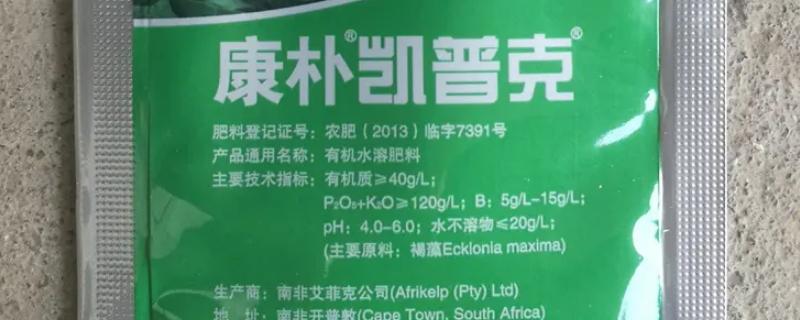 康朴®凯普克®
肥料登记证号：农肥（2013）临字7391号
产品通用名称：有机水溶肥料
主要技术指标：有机质≥40g/L；
P₂O₅+K₂O≥120g/L；B：5g/L-15g/L；
pH：4.0-6.0；水不溶物≤20g/L；
(主要原料：褐藻Ecklonia maxima)
生产商：南非艾菲克公司(Afrikelp (Pty) Ltd)
地 址：南非开普敦(Cape Town, South Africa)